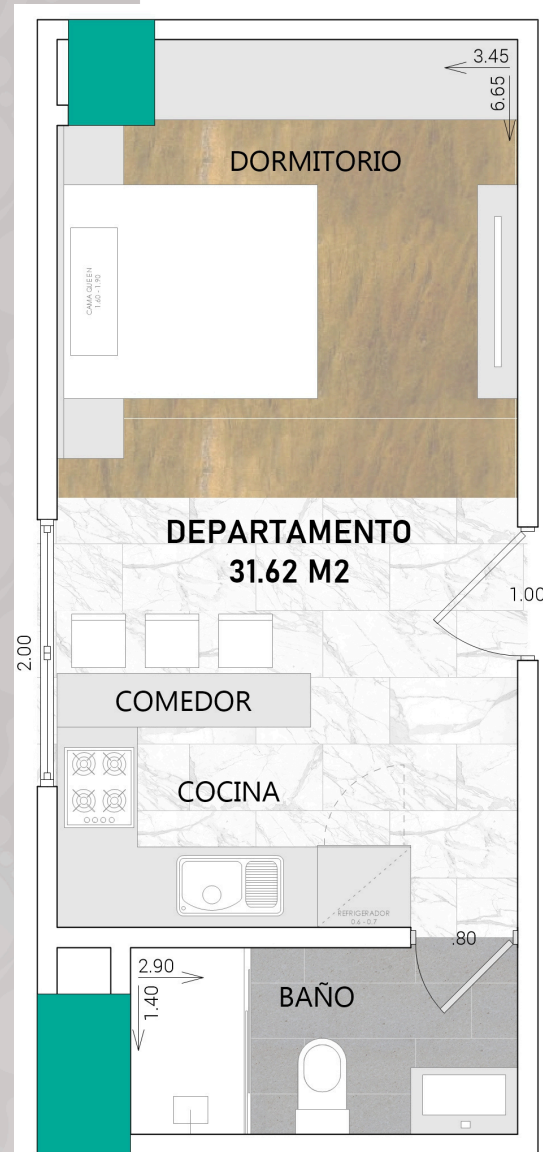 3.45
6.65
DORMITORIO
CAMA QUEEN
1.60 - 1.90
DEPARTAMENTO
31.62 M2
1.00
2.00
COMEDOR
COCINA
REFRIGERADOR
0.6 - 0.7
.80
2.90
1.40
BAÑO